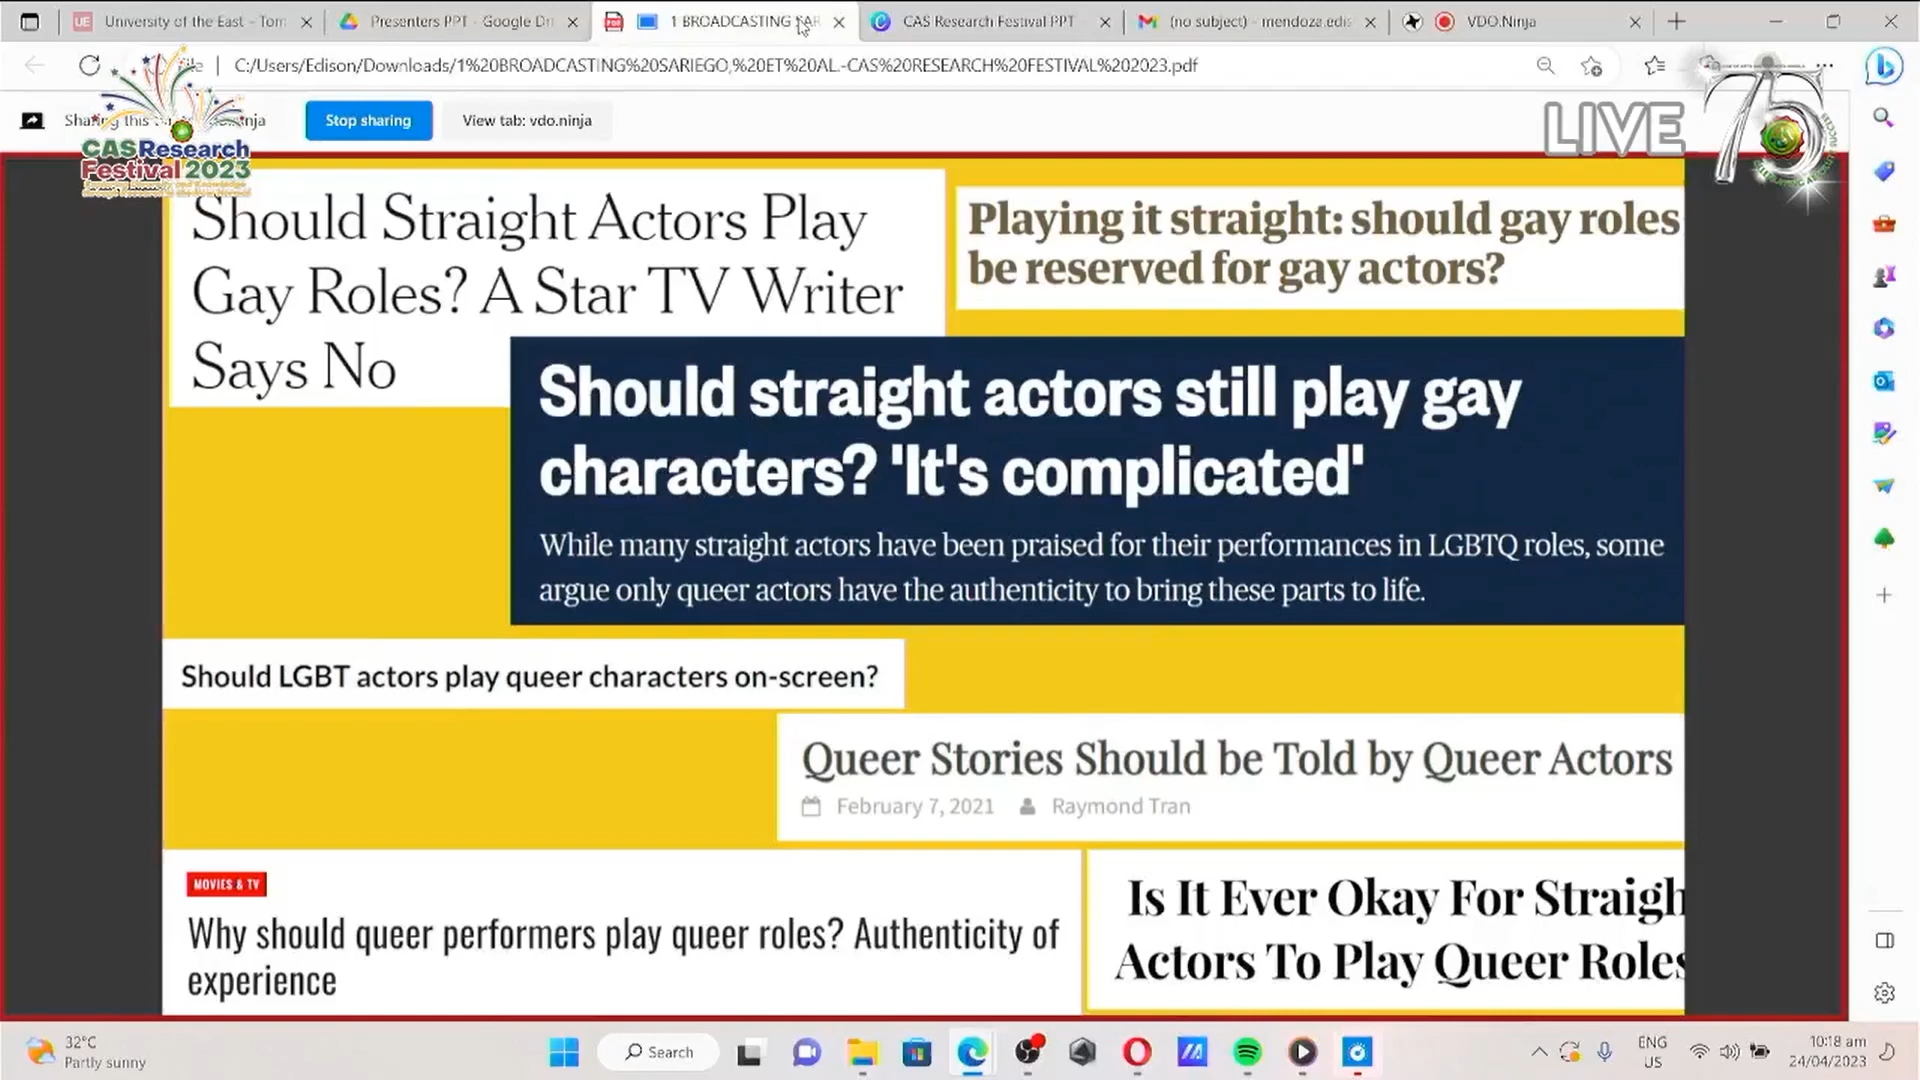 University of the East - Tom
Presenters PPT - Google Dri
1 BROADCASTING SAR
CAS Research Festival PPT
(no subject) - mendoza.edis
VDO.Ninja
C:/Users/Edison/Downloads/1%20BROADCASTING%20SARIEGO,%20ET%20AL.-CAS%20RESEARCH%20FESTIVAL%202023.pdf
Stop sharing
View tab: vdo.ninja
CAS Research
Festival 2023
LIVE 75
Should Straight Actors Play
Gay Roles? A Star TV Writer
Says No
Playing it straight: should gay roles
be reserved for gay actors?
Should straight actors still play gay
characters? 'It's complicated'
While many straight actors have been praised for their performances in LGBTQ roles, some
argue only queer actors have the authenticity to bring these parts to life.
Should LGBT actors play queer characters on-screen?
Queer Stories Should be Told by Queer Actors
February 7, 2021 Raymond Tran
MOVIES & TV
Why should queer performers play queer roles? Authenticity of
experience
Is It Ever Okay For Straigh
Actors To Play Queer Roles
32°C
Partly sunny
Search
ENG
US
10:18 am
24/04/2023